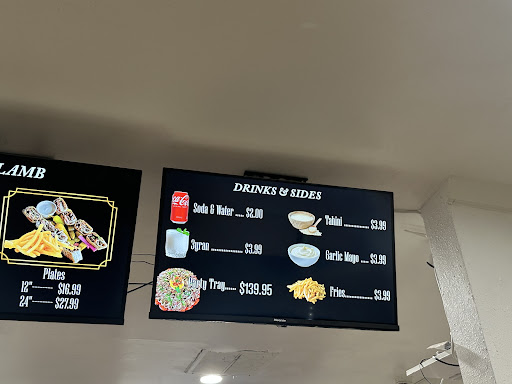 LAMB
Plates
12" ........ $16.99
24" ........ $27.99
DRINKS & SIDES
Soda & Water ..... $2.00
Ayran ................ $3.99
Party Tray...... $139.95
Tahini ................ $3.99
Garlic Mayo ..... $3.99
Fries.............. $3.99